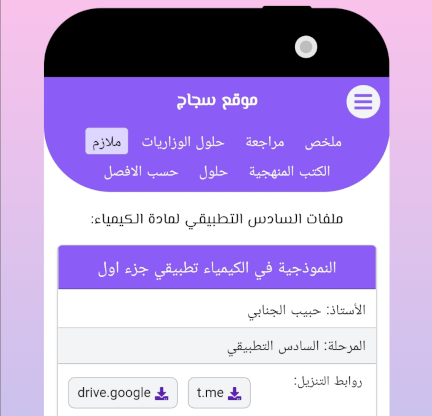 موقع سجاج
ملخص مراجعة حلول الوزاريات ملازم
الكتب المنهجية حلول حسب الافضل
ملفات السادس التطبيقي لمادة الكيمياء:
النموذجية في الكيمياء تطبيقي جزء اول
الأستاذ: حبيب الجنابي
المرحلة: السادس التطبيقي
روابط التنزيل: t.me drive.google